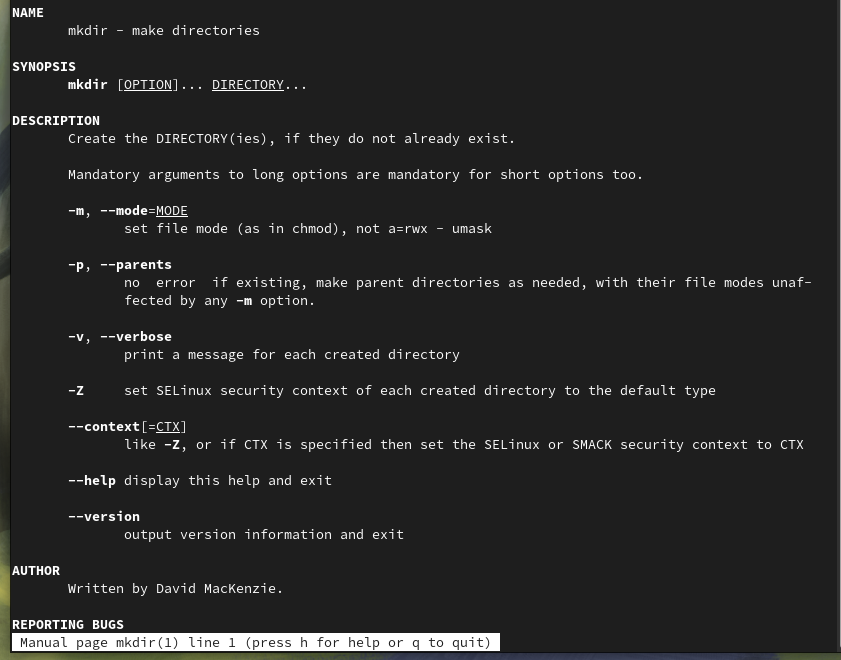 NAME
mkdir - make directories
SYNOPSIS
mkdir [OPTION]... DIRECTORY...
DESCRIPTION
Create the DIRECTORY(ies), if they do not already exist.
Mandatory arguments to long options are mandatory for short options too.
-m, --mode=MODE
set file mode (as in chmod), not a=rwx - umask
-p, --parents
no  error  if existing, make parent directories as needed, with their file modes unaf-
fected by any -m option.
-v, --verbose
print a message for each created directory
-Z     set SELinux security context of each created directory to the default type
--context[=CTX]
like -Z, or if CTX is specified then set the SELinux or SMACK security context to CTX
--help display this help and exit
--version
output version information and exit
AUTHOR
Written by David MacKenzie.
REPORTING BUGS
Manual page mkdir(1) line 1 (press h for help or q to quit)